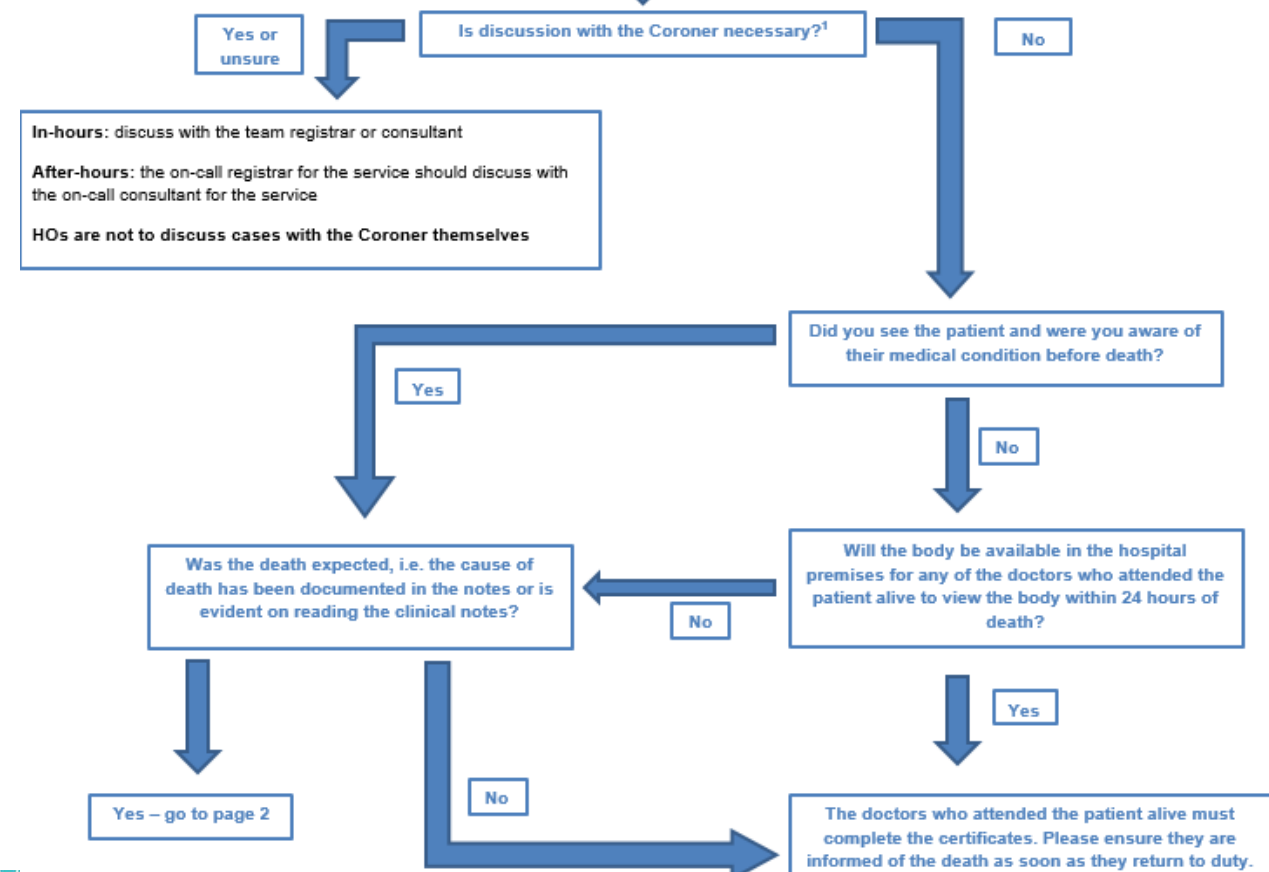 Is discussion with the Coroner necessary?¹
Yes or
unsure
No
In-hours: discuss with the team registrar or consultant
After-hours: the on-call registrar for the service should discuss with
the on-call consultant for the service
HOs are not to discuss cases with the Coroner themselves
Did you see the patient and were you aware of
their medical condition before death?
Yes
No
Was the death expected, i.e. the cause of
death has been documented in the notes or is
evident on reading the clinical notes?
Will the body be available in the hospital
premises for any of the doctors who attended the
patient alive to view the body within 24 hours of
death?
No
Yes
Yes – go to page 2
No
The doctors who attended the patient alive must
complete the certificates. Please ensure they are
informed of the death as soon as they return to duty.